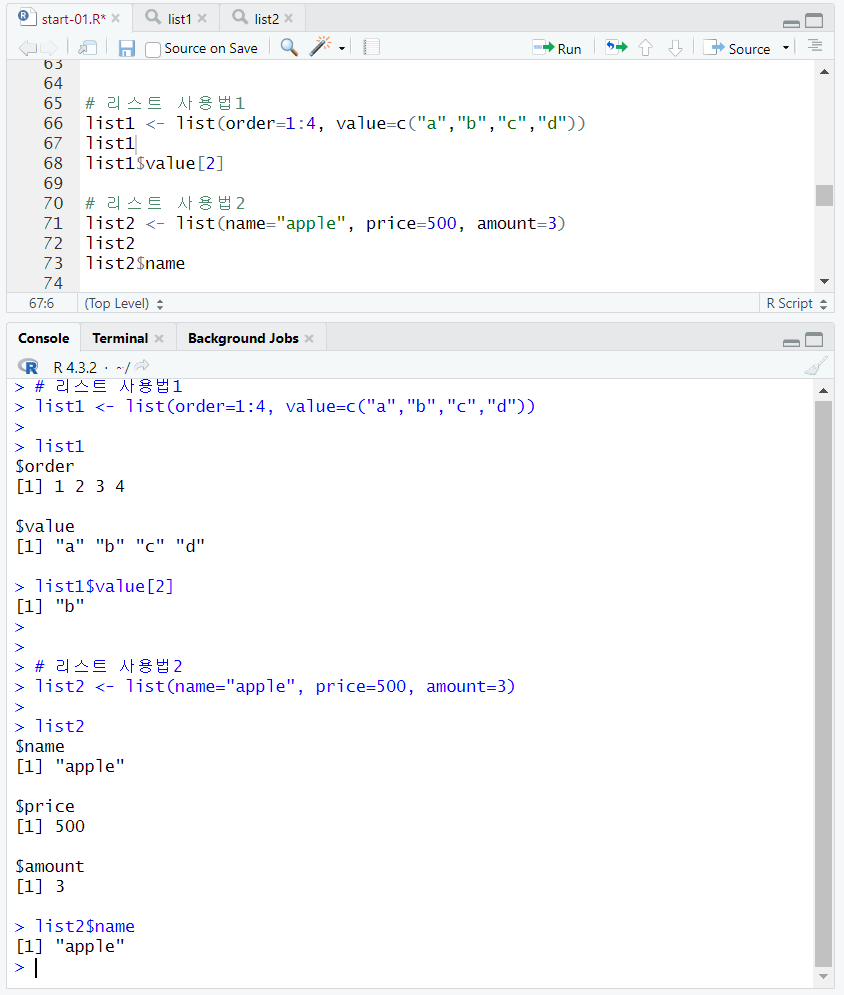 start-01.R* list1 list2
Source on Save Run Source
63
64
65 # 리스트 사용법1
66 list1 <- list(order=1:4, value=c("a","b","c","d"))
67 list1
68 list1$value[2]
69
70 # 리스트 사용법2
71 list2 <- list(name="apple", price=500, amount=3)
72 list2
73 list2$name
74
67:6 (Top Level) R Script
Console Terminal Background Jobs
R R 4.3.2 · ~/
> # 리스트 사용법1
> list1 <- list(order=1:4, value=c("a","b","c","d"))
>
> list1
$order
[1] 1 2 3 4
$value
[1] "a" "b" "c" "d"
> list1$value[2]
[1] "b"
>
>
> # 리스트 사용법2
> list2 <- list(name="apple", price=500, amount=3)
>
> list2
$name
[1] "apple"
$price
[1] 500
$amount
[1] 3
> list2$name
[1] "apple"
>